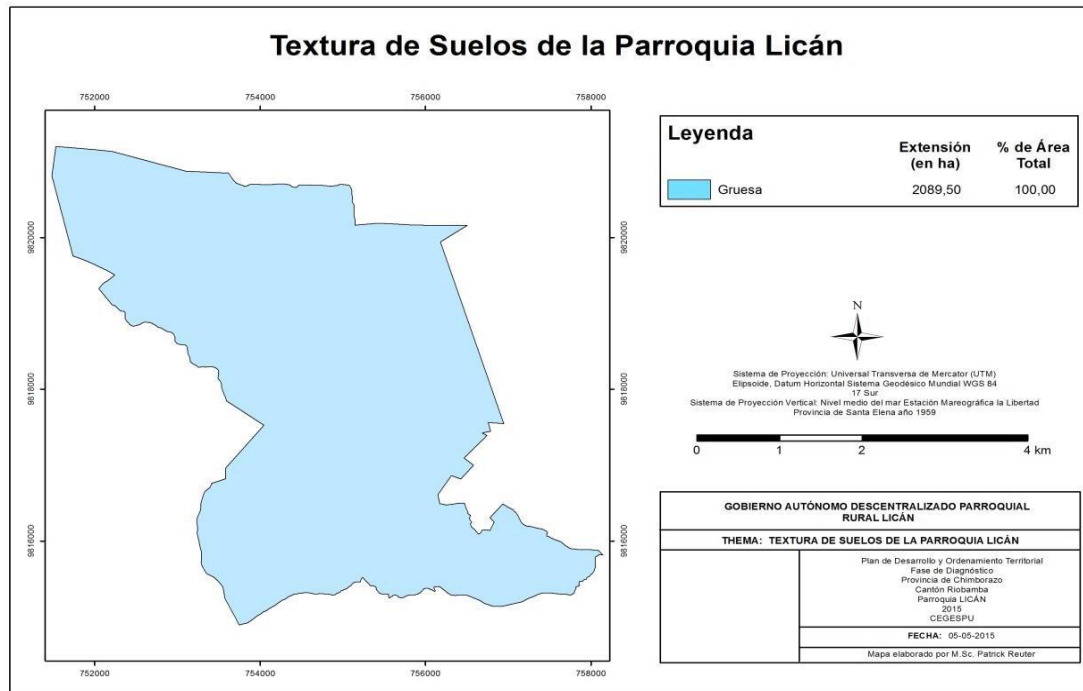 Textura de Suelos de la Parroquia Licán
752000 754000 756000 758000
9820000 9820000
9818000 9818000
9816000 9816000
752000 754000 756000 758000
Leyenda
Extensión
(en ha)
% de Área
Total
Gruesa 2089,50 100,00
N
Sistema de Proyección: Universal Transversa de Mercator (UTM)
Elipsoide, Datum Horizontal Sistema Geodésico Mundial WGS 84
17 Sur
Sistema de Proyección Vertical: Nivel medio del mar Estación Mareográfica la Libertad
Provincia de Santa Elena año 1959
0 1 2 4 km
GOBIERNO AUTÓNOMO DESCENTRALIZADO PARROQUIAL
RURAL LICÁN
THEMA: TEXTURA DE SUELOS DE LA PARROQUIA LICÁN
Plan de Desarrollo y Ordenamiento Territorial
Fase de Diagnóstico
Provincia de Chimborazo
Cantón Riobamba
Parroquia LICÁN
2015
CEGESPU
FECHA: 05-05-2015
Mapa elaborado por M.Sc. Patrick Reuter